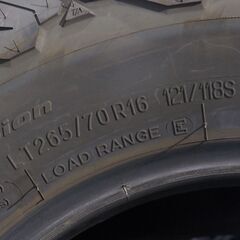 LT265/70R16 (121/118S
LOAD RANGE (E)